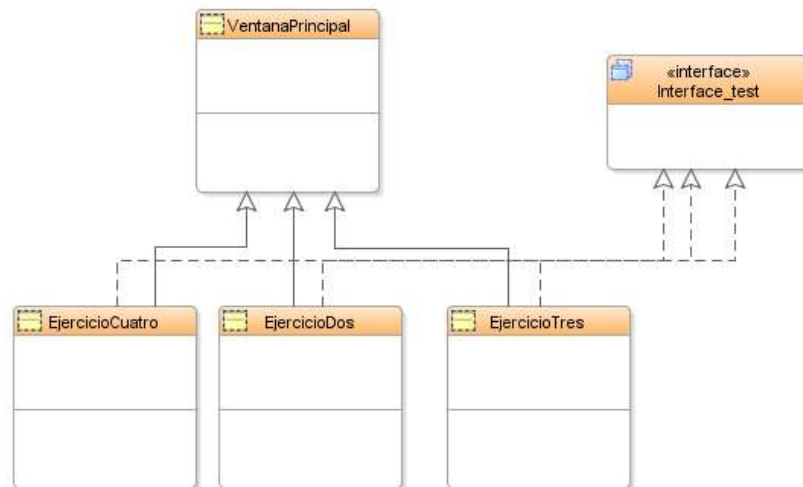 VentanaPrincipal
«interface»
Interface_test
EjercicioCuatro
EjercicioDos
EjercicioTres